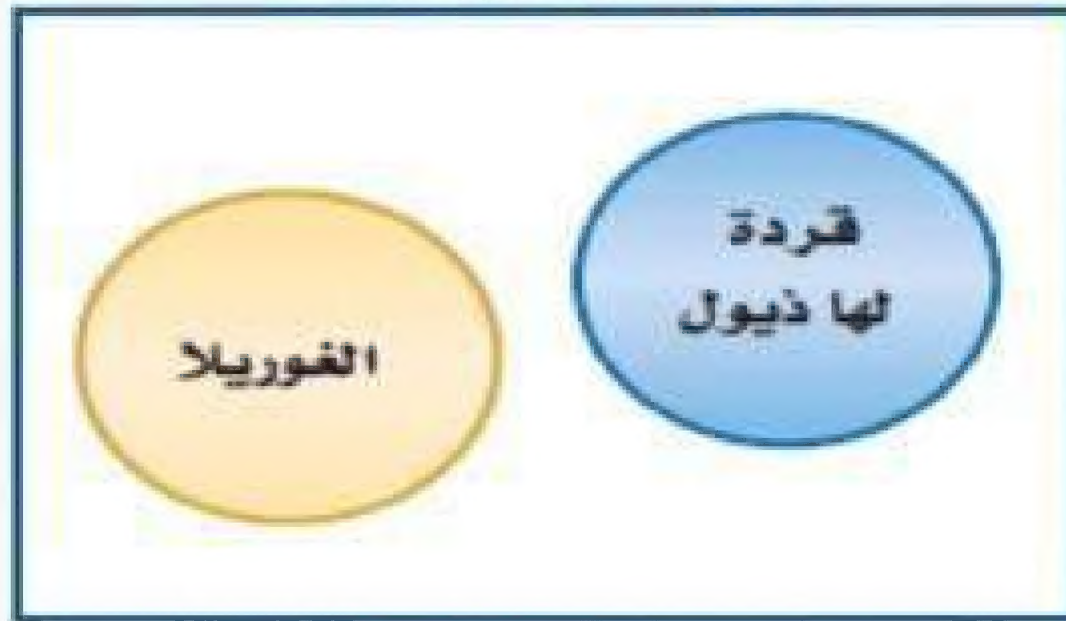 قردة
لها ذيول
الغوريلا